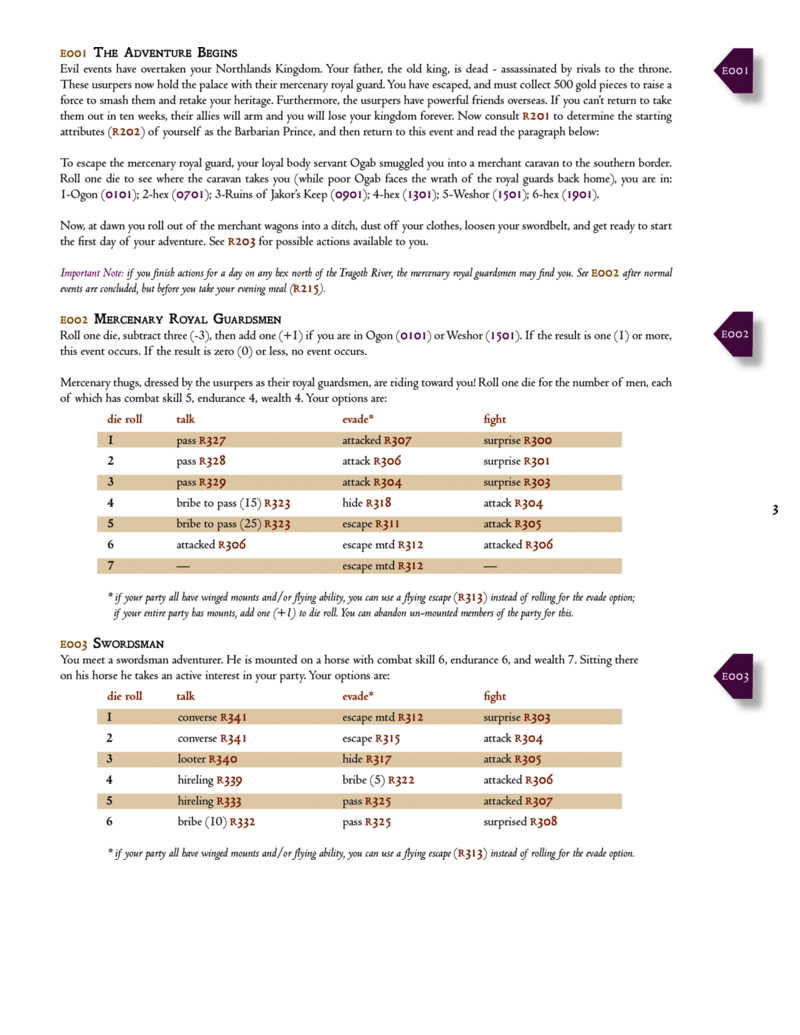 E001 The Adventure Begins
Evil events have overtaken your Northlands Kingdom. Your father, the old king, is dead - assassinated by rivals to the throne.
These usurpers now hold the palace with their mercenary royal guard. You have escaped, and must collect 500 gold pieces to raise a
force to smash them and retake your heritage. Furthermore, the usurpers have powerful friends overseas. If you can't return to take
them out in ten weeks, their allies will arm and you will lose your kingdom forever. Now consult R201 to determine the starting
attributes (R202) of yourself as the Barbarian Prince, and then return to this event and read the paragraph below:
To escape the mercenary royal guard, your loyal body servant Ogab smuggled you into a merchant caravan to the southern border.
Roll one die to see where the caravan takes you (while poor Ogab faces the wrath of the royal guards back home), you are in:
1-Ogon (0101); 2-hex (0701); 3-Ruins of Jakor's Keep (0901); 4-hex (1301); 5-Weshor (1501); 6-hex (1901).
Now, at dawn you roll out of the merchant wagons into a ditch, dust off your clothes, loosen your swordbelt, and get ready to start
the first day of your adventure. See R203 for possible actions available to you.
Important Note: if you finish actions for a day on any hex north of the Tragoth River, the mercenary royal guardsmen may find you. See E002 after normal
events are concluded, but before you take your evening meal (R215).
E001
E002 Mercenary Royal Guardsmen
Roll one die, subtract three (-3), then add one (+1) if you are in Ogon (0101) or Weshor (1501). If the result is one (1) or more,
this event occurs. If the result is zero (0) or less, no event occurs.
Mercenary thugs, dressed by the usurpers as their royal guardsmen, are riding toward you! Roll one die for the number of men, each
of which has combat skill 5, endurance 4, wealth 4. Your options are:
E002
die roll talk evade* fight
1 pass R327 attacked R307 surprise R300
2 pass R328 attack R306 surprise R301
3 pass R329 attack R304 surprise R303
4 bribe to pass (15) R323 hide R318 attack R304
5 bribe to pass (25) R323 escape R311 attack R305
6 attacked R306 escape mtd R312 attacked R306
7 — escape mtd R312 —
* if your party all have winged mounts and/or flying ability, you can use a flying escape (R313) instead of rolling for the evade option;
if your entire party has mounts, add one (+1) to die roll. You can abandon un-mounted members of the party for this.
3
E003 Swordsman
You meet a swordsman adventurer. He is mounted on a horse with combat skill 6, endurance 6, and wealth 7. Sitting there
on his horse he takes an active interest in your party. Your options are:
E003
die roll talk evade* fight
1 converse R341 escape mtd R312 surprise R303
2 converse R341 escape R315 attack R304
3 looter R340 hide R317 attack R305
4 hireling R339 bribe (5) R322 attacked R306
5 hireling R333 pass R325 attacked R307
6 bribe (10) R332 pass R325 surprised R308
* if your party all have winged mounts and/or flying ability, you can use a flying escape (R313) instead of rolling for the evade option.